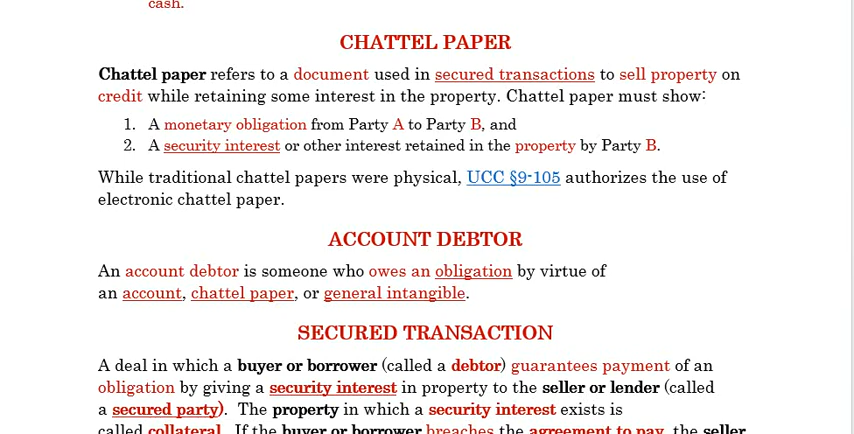 cash.
CHATTEL PAPER
Chattel paper refers to a document used in secured transactions to sell property on
credit while retaining some interest in the property. Chattel paper must show:
1. A monetary obligation from Party A to Party B, and
2. A security interest or other interest retained in the property by Party B.
While traditional chattel papers were physical, UCC §9-105 authorizes the use of
electronic chattel paper.
ACCOUNT DEBTOR
An account debtor is someone who owes an obligation by virtue of
an account, chattel paper, or general intangible.
SECURED TRANSACTION
A deal in which a buyer or borrower (called a debtor) guarantees payment of an
obligation by giving a security interest in property to the seller or lender (called
a secured party). The property in which a security interest exists is
called collateral. If the buyer or borrower breaches the agreement to pay, the seller